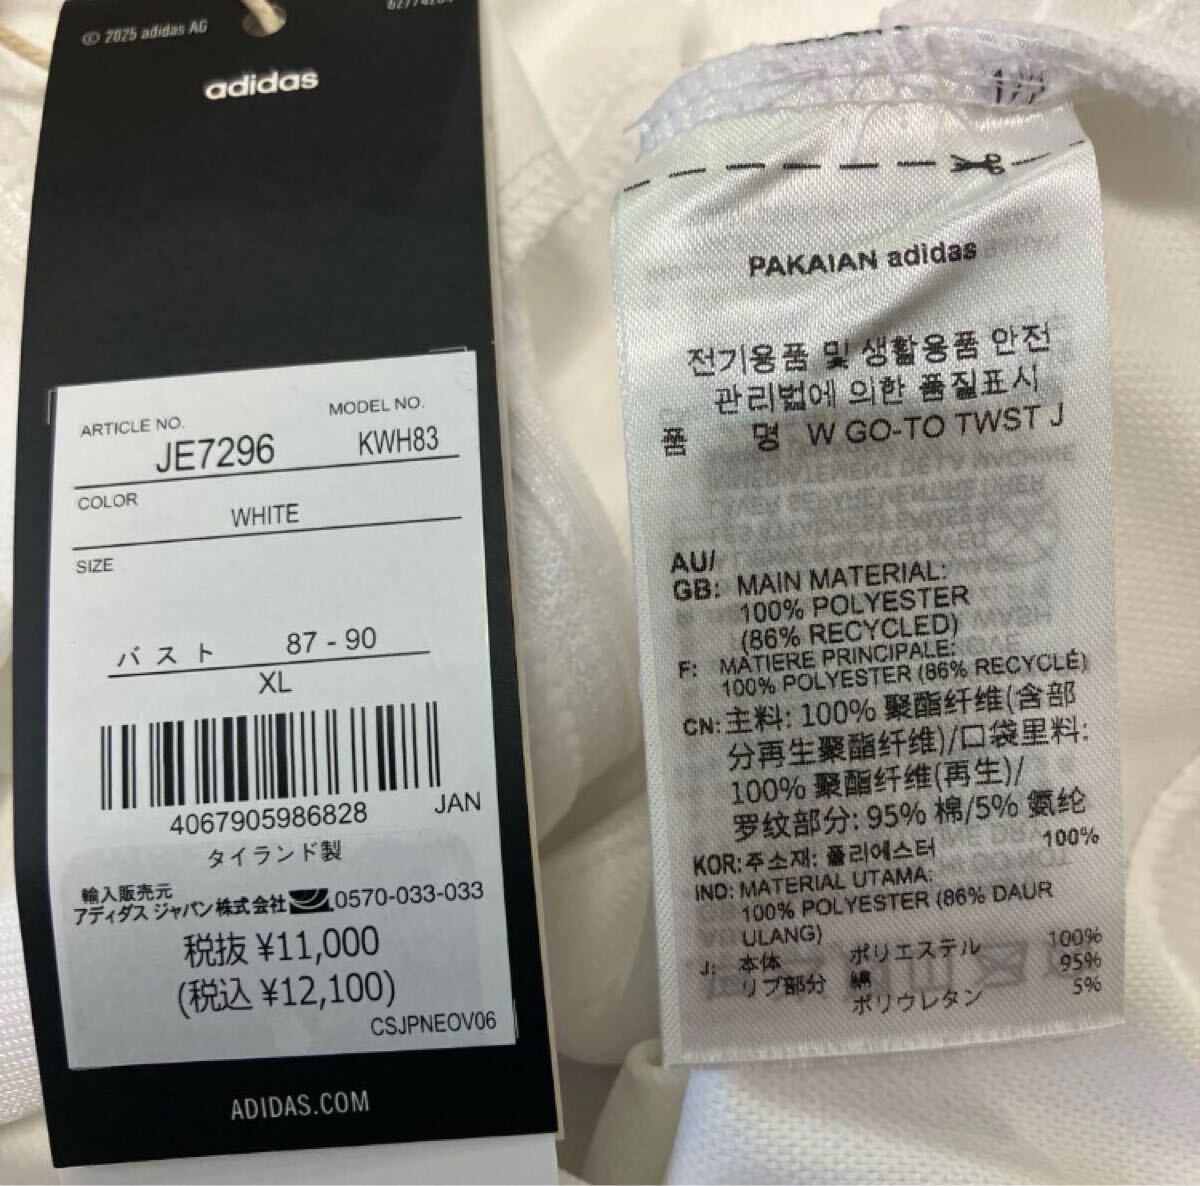 © 2025 adidas AG
adidas
ARTICLE NO.
MODEL NO.
JE7296
KWH83
COLOR
WHITE
SIZE
バスト 87 - 90
XL
4067905986828
JAN
タイランド製
輸入販売元
アディダス ジャパン株式会社 0570-033-033
税抜 ¥11,000
(税込 ¥12,100)
CSJPNEOV06
ADIDAS.COM
PAKAIAN adidas
전기용품 및 생활용품 안전
관리법에 의한 품질표시
품 명 W GO-TO TWST J
AU/
GB: MAIN MATERIAL:
100% POLYESTER
(86% RECYCLED)
F: MATIERE PRINCIPALE:
100% POLYESTER (86% RECYCLÉ)
CN: 主料: 100% 聚酯纤维(含部
分再生聚酯纤维)/口袋里料:
100% 聚酯纤维(再生)/
罗纹部分: 95% 棉/5% 氨纶
KOR: 주소재: 폴리에스터 100%
IND: MATERIAL UTAMA:
100% POLYESTER (86% DAUR
ULANG)
J: 本体 ポリエステル 100%
リブ部分 綿 95%
ポリウレタン 5%